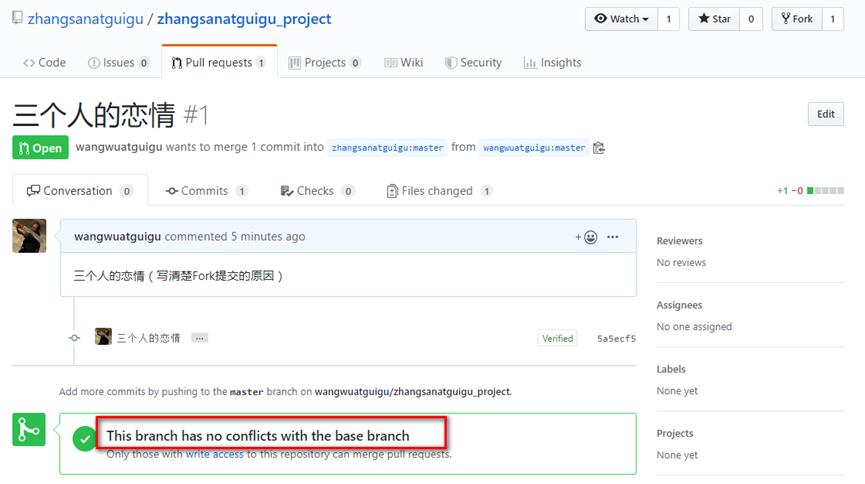 zhangsanatguigu / zhangsanatguigu_project
Watch 1 Star 0 Fork 1
Code Issues 0 Pull requests 1 Projects 0 Wiki Security Insights
三个人的恋情 #1
Edit
Open wangwuatguigu wants to merge 1 commit into zhangsanatguigu:master from wangwuatguigu:master
Conversation 0 Commits 1 Checks 0 Files changed 1 +1 −0
wangwuatguigu commented 5 minutes ago
三个人的恋情（写清楚Fork提交的原因）
三个人的恋情 ... Verified 5a5ecf5
Add more commits by pushing to the master branch on wangwuatguigu/zhangsanatguigu_project.
This branch has no conflicts with the base branch
Only those with write access to this repository can merge pull requests.
Reviewers
No reviews
Assignees
No one assigned
Labels
None yet
Projects
None yet